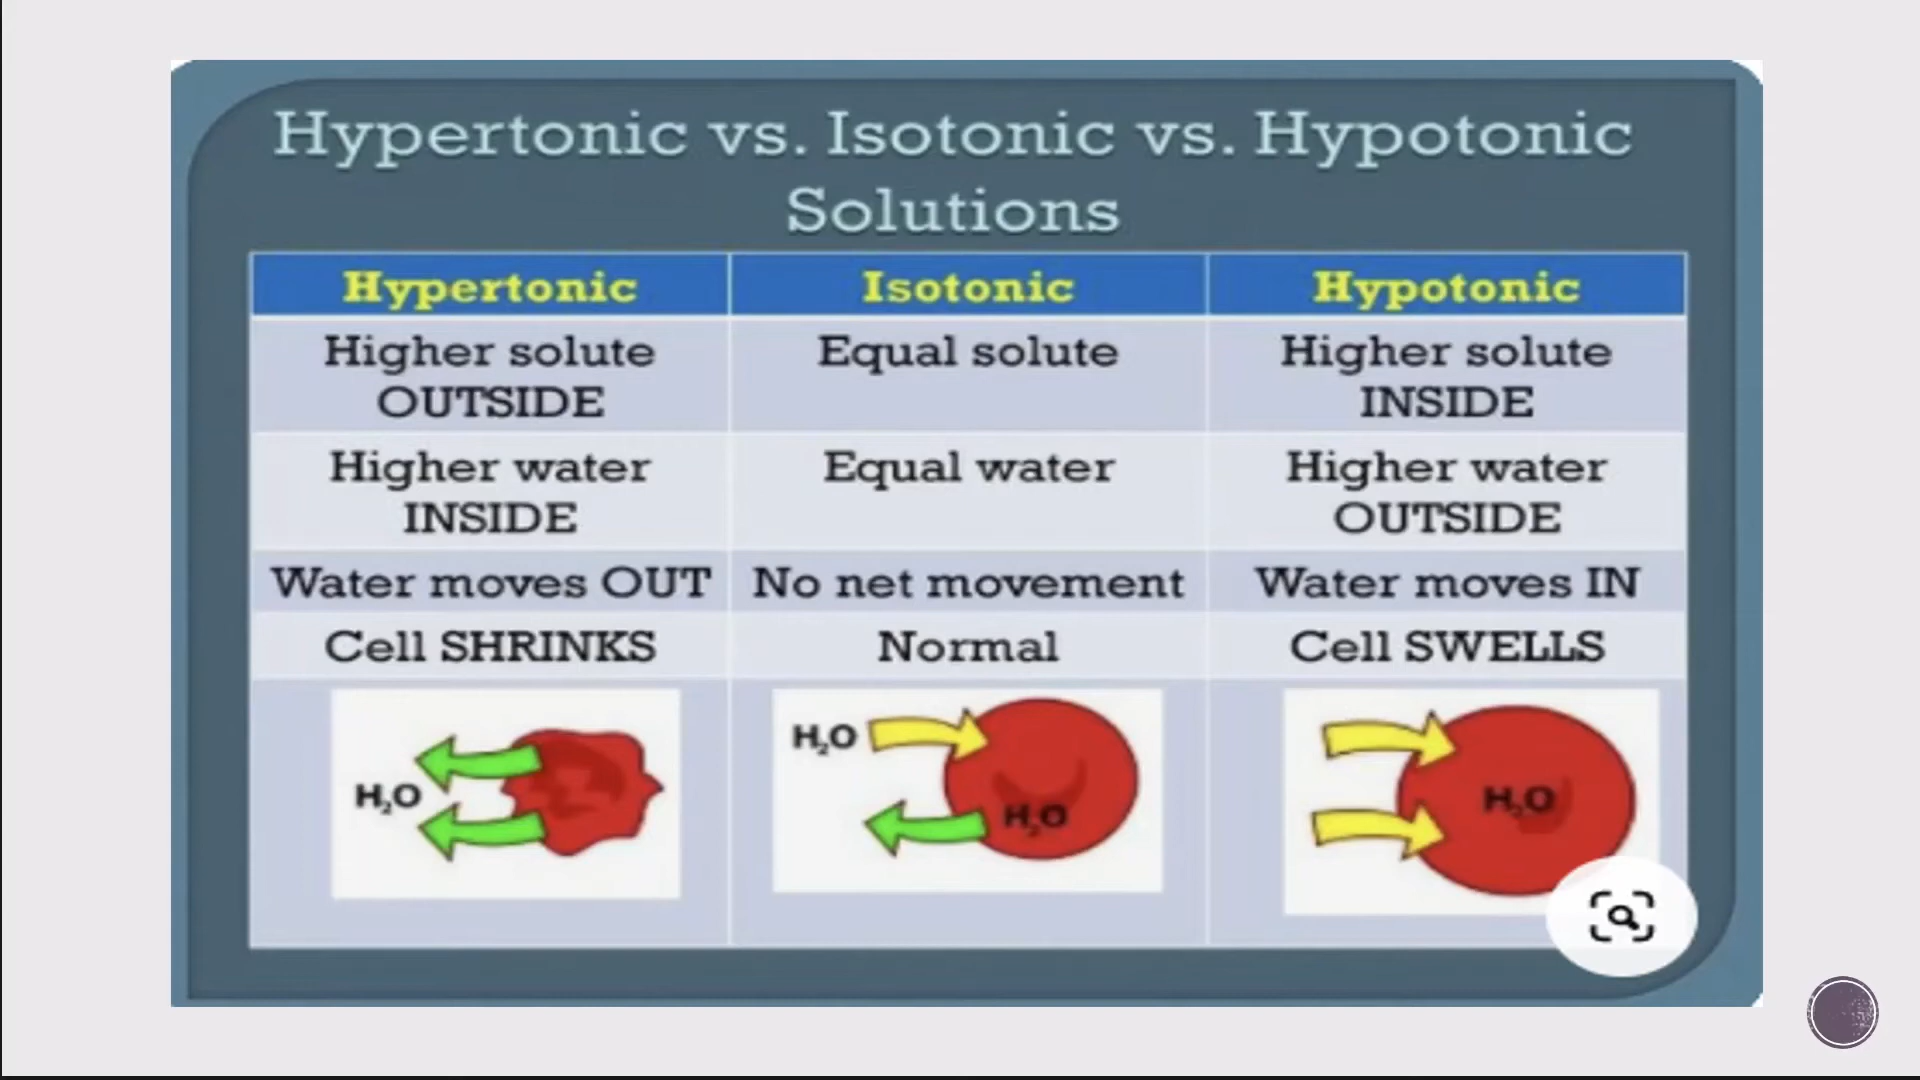 Hypertonic vs. Isotonic vs. Hypotonic
Solutions
Hypertonic
Isotonic
Hypotonic
Higher solute
OUTSIDE
Equal solute
Higher solute
INSIDE
Higher water
INSIDE
Equal water
Higher water
OUTSIDE
Water moves OUT
No net movement
Water moves IN
Cell SHRINKS
Normal
Cell SWELLS
H₂O
H₂O
H₂O
H₂O